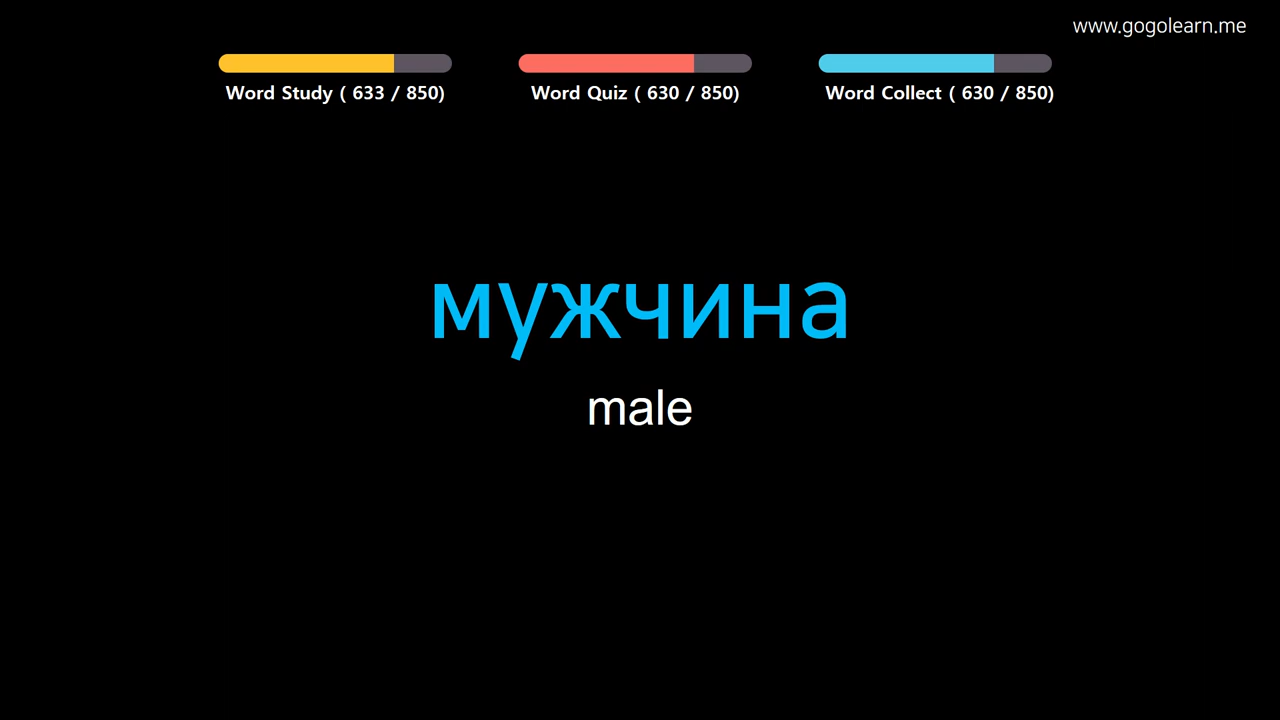 www.gogolearn.me
Word Study ( 633 / 850)
Word Quiz ( 630 / 850)
Word Collect ( 630 / 850)
мужчина
male